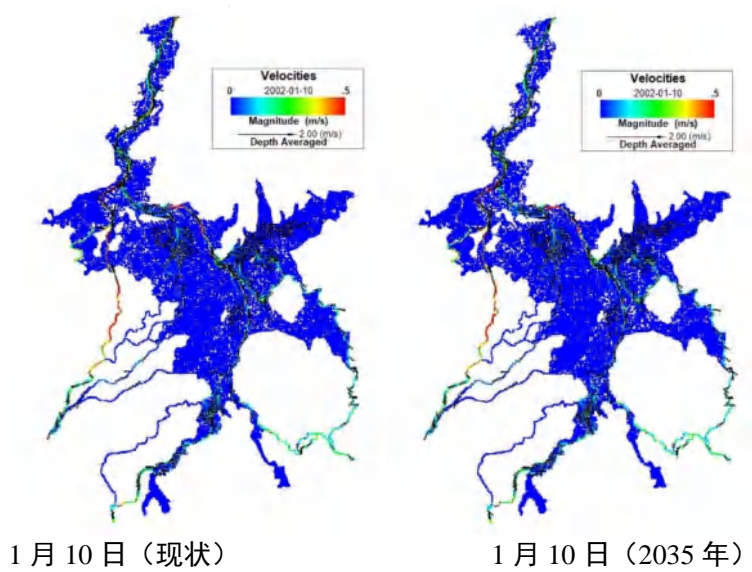 Velocities
0 2002-01-10 .5
Magnitude (m/s)
2.00 (m/s)
Depth Averaged
Velocities
0 2002-01-10 .5
Magnitude (m/s)
2.00 (m/s)
Depth Averaged
1 月 10 日（现状）
1 月 10 日（2035 年）